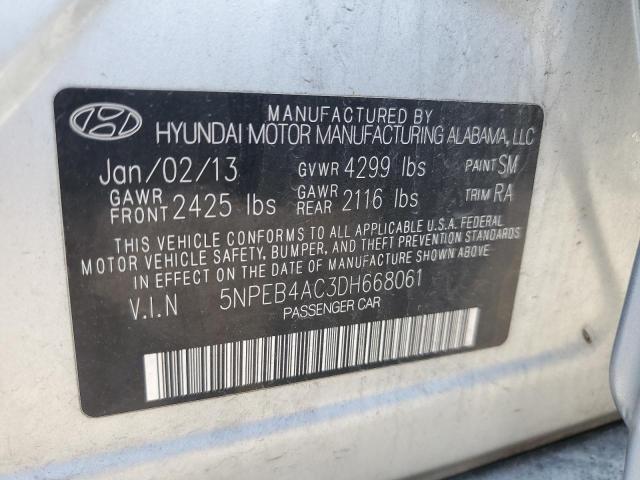 MANUFACTURED BY
HYUNDAI MOTOR MANUFACTURING ALABAMA, LLC
Jan/02/13 GVWR 4299 lbs PAINT SM
GAWR FRONT 2425 lbs GAWR REAR 2116 lbs TRIM RA
THIS VEHICLE CONFORMS TO ALL APPLICABLE U.S.A. FEDERAL
MOTOR VEHICLE SAFETY, BUMPER, AND THEFT PREVENTION STANDARDS
IN EFFECT ON THE DATE OF MANUFACTURE SHOWN ABOVE.
V.I.N 5NPEB4AC3DH668061
PASSENGER CAR